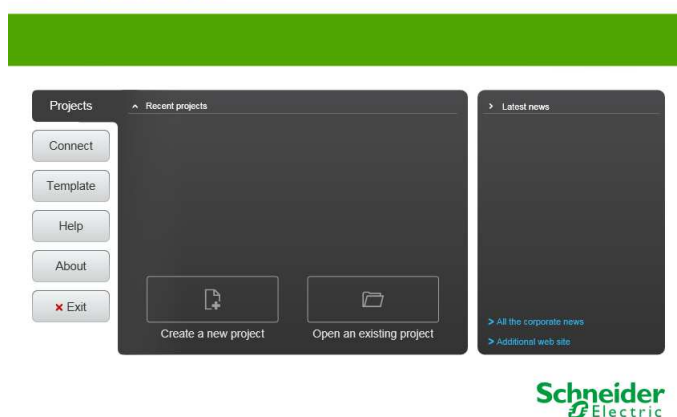 Projects
Recent projects
Latest news
Connect
Template
Help
About
Exit
Create a new project
Open an existing project
> All the corporate news
> Additional web site
Schneider
Electric